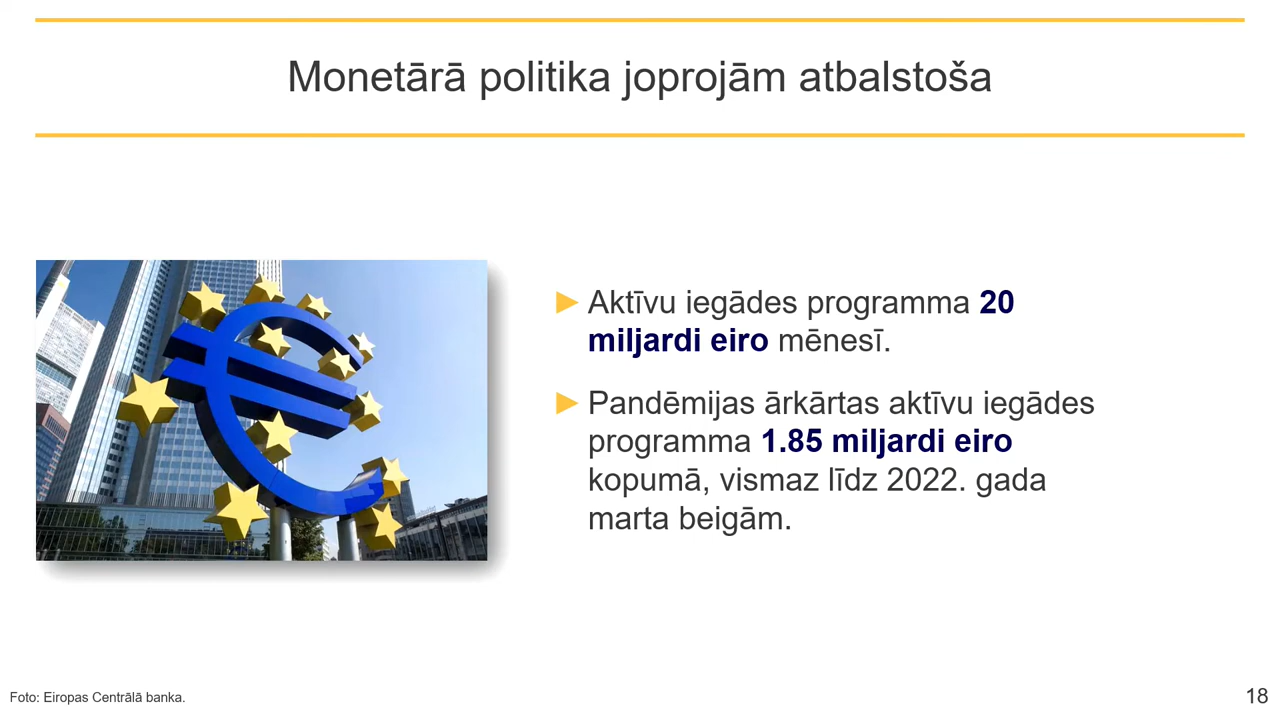 Monetārā politika joprojām atbalstoša
Aktīvu iegādes programma 20
miljardi eiro mēnesī.
Pandēmijas ārkārtas aktīvu iegādes
programma 1.85 miljardi eiro
kopumā, vismaz līdz 2022. gada
marta beigām.
Foto: Eiropas Centrālā banka.
18